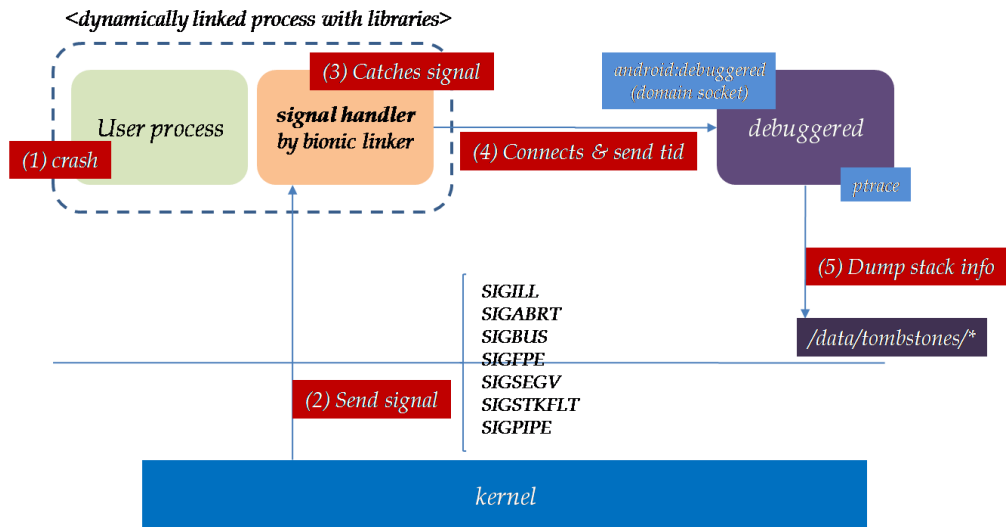 <dynamically linked process with libraries>
(3) Catches signal
User process
signal handler
by bionic linker
(1) crash
android:debuggered
(domain socket)
debuggered
(4) Connects & send tid
ptrace
(5) Dump stack info
/data/tombstones/*
SIGILL
SIGABRT
SIGBUS
SIGFPE
SIGSEGV
SIGSTKFLT
SIGPIPE
(2) Send signal
kernel